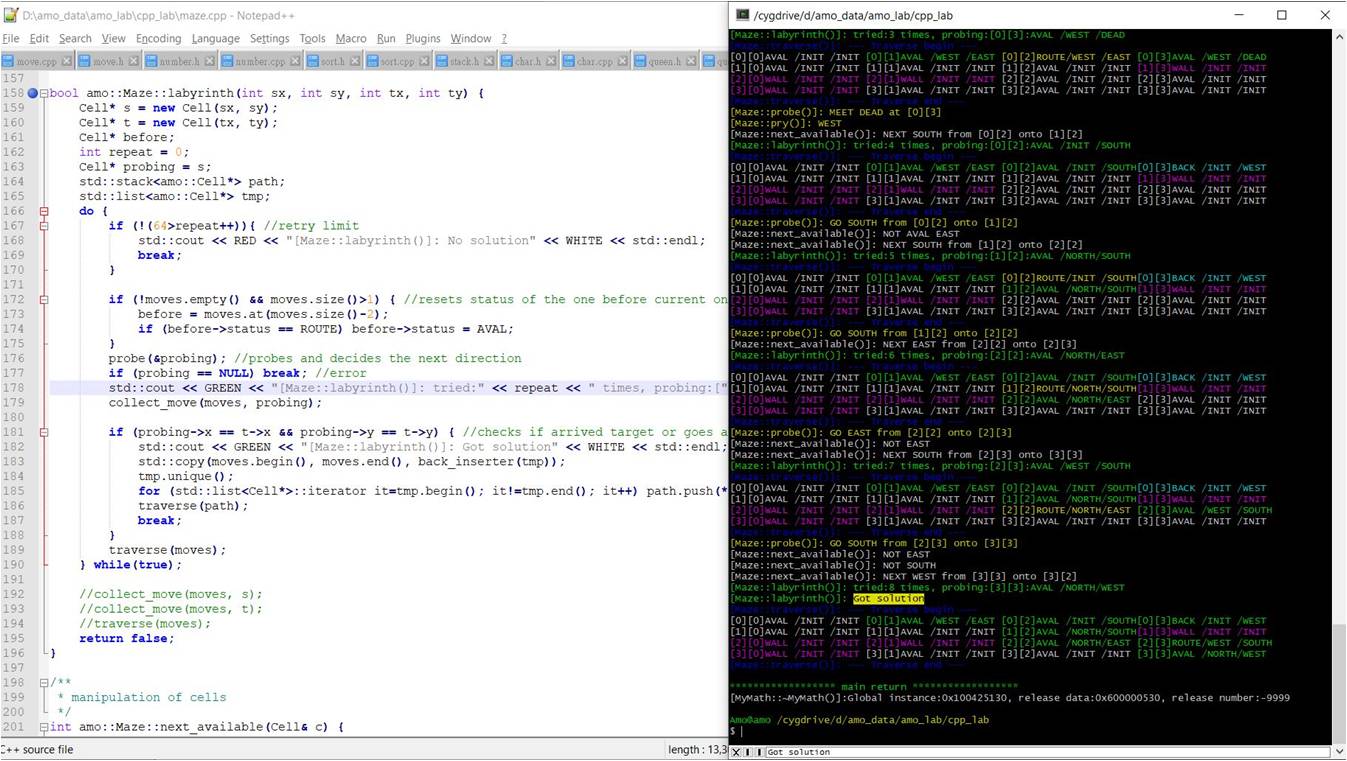 D:\amo_data\amo_lab\cpp_lab\maze.cpp - Notepad++
File Edit Search View Encoding Language Settings Tools Macro Run Plugins Window ?
move.cpp move.h number.h number.cpp sort.h sort.cpp stack.h char.h char.cpp queen.h
157
158 bool amo::Maze::labyrinth(int sx, int sy, int tx, int ty) {
159 Cell* s = new Cell(sx, sy);
160 Cell* t = new Cell(tx, ty);
161 Cell* before;
162 int repeat = 0;
163 Cell* probing = s;
164 std::stack<amo::Cell*> path;
165 std::list<amo::Cell*> tmp;
166 do {
167 if (!(64>repeat++)){ //retry limit
168 std::cout << RED << "[Maze::labyrinth()]: No solution" << WHITE << std::endl;
169 break;
170 }
171
172 if (!moves.empty() && moves.size()>1) { //resets status of the one before current on
173 before = moves.at(moves.size()-2);
174 if (before->status == ROUTE) before->status = AVAL;
175 }
176 probe(&probing); //probes and decides the next direction
177 if (probing == NULL) break; //error
178 std::cout << GREEN << "[Maze::labyrinth()]: tried:" << repeat << " times, probing:["
179 collect_move(moves, probing);
180
181 if (probing->x == t->x && probing->y == t->y) { //checks if arrived target or goes a
182 std::cout << GREEN << "[Maze::labyrinth()]: Got solution" << WHITE << std::endl;
183 std::copy(moves.begin(), moves.end(), back_inserter(tmp));
184 tmp.unique();
185 for (std::list<Cell*>::iterator it=tmp.begin(); it!=tmp.end(); it++) path.push(*
186 traverse(path);
187 break;
188 }
189 traverse(moves);
190 } while(true);
191
192 //collect_move(moves, s);
193 //collect_move(moves, t);
194 //traverse(moves);
195 return false;
196 }
197
198 /**
199 * manipulation of cells
200 */
201 int amo::Maze::next_available(Cell& c) {
C++ source file length : 13,3
/cygdrive/d/amo_data/amo_lab/cpp_lab
[Maze::labyrinth()]: tried:3 times, probing:[0][3]:AVAL /WEST /DEAD
[Maze::traverse()]: --- Traverse begin ---
[0][0]AVAL /INIT /INIT [0][1]AVAL /WEST /EAST [0][2]ROUTE/WEST /EAST [0][3]AVAL /WEST /DEAD
[1][0]AVAL /INIT /INIT [1][1]AVAL /INIT /INIT [1][2]AVAL /INIT /INIT [1][3]WALL /INIT /INIT
[2][0]WALL /INIT /INIT [2][1]WALL /INIT /INIT [2][2]AVAL /INIT /INIT [2][3]AVAL /INIT /INIT
[3][0]WALL /INIT /INIT [3][1]AVAL /INIT /INIT [3][2]AVAL /INIT /INIT [3][3]AVAL /INIT /INIT
[Maze::traverse()]: --- Traverse end ---
[Maze::probe()]: MEET DEAD at [0][3]
[Maze::pry()]: WEST
[Maze::next_available()]: NEXT SOUTH from [0][2] onto [1][2]
[Maze::labyrinth()]: tried:4 times, probing:[0][2]:AVAL /INIT /SOUTH
[Maze::traverse()]: --- Traverse begin ---
[0][0]AVAL /INIT /INIT [0][1]AVAL /WEST /EAST [0][2]AVAL /INIT /SOUTH[0][3]BACK /INIT /WEST
[1][0]AVAL /INIT /INIT [1][1]AVAL /INIT /INIT [1][2]AVAL /INIT /INIT [1][3]WALL /INIT /INIT
[2][0]WALL /INIT /INIT [2][1]WALL /INIT /INIT [2][2]AVAL /INIT /INIT [2][3]AVAL /INIT /INIT
[3][0]WALL /INIT /INIT [3][1]AVAL /INIT /INIT [3][2]AVAL /INIT /INIT [3][3]AVAL /INIT /INIT
[Maze::traverse()]: --- Traverse end ---
[Maze::probe()]: GO SOUTH from [0][2] onto [1][2]
[Maze::next_available()]: NOT AVAL EAST
[Maze::next_available()]: NEXT SOUTH from [1][2] onto [2][2]
[Maze::labyrinth()]: tried:5 times, probing:[1][2]:AVAL /NORTH/SOUTH
[Maze::traverse()]: --- Traverse begin ---
[0][0]AVAL /INIT /INIT [0][1]AVAL /WEST /EAST [0][2]ROUTE/INIT /SOUTH[0][3]BACK /INIT /WEST
[1][0]AVAL /INIT /INIT [1][1]AVAL /INIT /INIT [1][2]AVAL /NORTH/SOUTH[1][3]WALL /INIT /INIT
[2][0]WALL /INIT /INIT [2][1]WALL /INIT /INIT [2][2]AVAL /INIT /INIT [2][3]AVAL /INIT /INIT
[3][0]WALL /INIT /INIT [3][1]AVAL /INIT /INIT [3][2]AVAL /INIT /INIT [3][3]AVAL /INIT /INIT
[Maze::traverse()]: --- Traverse end ---
[Maze::probe()]: GO SOUTH from [1][2] onto [2][2]
[Maze::next_available()]: NEXT EAST from [2][2] onto [2][3]
[Maze::labyrinth()]: tried:6 times, probing:[2][2]:AVAL /NORTH/EAST
[Maze::traverse()]: --- Traverse begin ---
[0][0]AVAL /INIT /INIT [0][1]AVAL /WEST /EAST [0][2]AVAL /INIT /SOUTH[0][3]BACK /INIT /WEST
[1][0]AVAL /INIT /INIT [1][1]AVAL /INIT /INIT [1][2]ROUTE/NORTH/SOUTH[1][3]WALL /INIT /INIT
[2][0]WALL /INIT /INIT [2][1]WALL /INIT /INIT [2][2]AVAL /NORTH/EAST [2][3]AVAL /INIT /INIT
[3][0]WALL /INIT /INIT [3][1]AVAL /INIT /INIT [3][2]AVAL /INIT /INIT [3][3]AVAL /INIT /INIT
[Maze::traverse()]: --- Traverse end ---
[Maze::probe()]: GO EAST from [2][2] onto [2][3]
[Maze::next_available()]: NOT EAST
[Maze::next_available()]: NEXT SOUTH from [2][3] onto [3][3]
[Maze::labyrinth()]: tried:7 times, probing:[2][3]:AVAL /WEST /SOUTH
[Maze::traverse()]: --- Traverse begin ---
[0][0]AVAL /INIT /INIT [0][1]AVAL /WEST /EAST [0][2]AVAL /INIT /SOUTH[0][3]BACK /INIT /WEST
[1][0]AVAL /INIT /INIT [1][1]AVAL /INIT /INIT [1][2]AVAL /NORTH/SOUTH[1][3]WALL /INIT /INIT
[2][0]WALL /INIT /INIT [2][1]WALL /INIT /INIT [2][2]ROUTE/NORTH/EAST [2][3]AVAL /WEST /SOUTH
[3][0]WALL /INIT /INIT [3][1]AVAL /INIT /INIT [3][2]AVAL /INIT /INIT [3][3]AVAL /INIT /INIT
[Maze::traverse()]: --- Traverse end ---
[Maze::probe()]: GO SOUTH from [2][3] onto [3][3]
[Maze::next_available()]: NOT EAST
[Maze::next_available()]: NOT SOUTH
[Maze::next_available()]: NEXT WEST from [3][3] onto [3][2]
[Maze::labyrinth()]: tried:8 times, probing:[3][3]:AVAL /NORTH/WEST
[Maze::labyrinth()]: Got solution
[Maze::traverse()]: --- Traverse begin ---
[0][0]AVAL /INIT /INIT [0][1]AVAL /WEST /EAST [0][2]AVAL /INIT /SOUTH[0][3]BACK /INIT /WEST
[1][0]AVAL /INIT /INIT [1][1]AVAL /INIT /INIT [1][2]AVAL /NORTH/SOUTH[1][3]WALL /INIT /INIT
[2][0]WALL /INIT /INIT [2][1]WALL /INIT /INIT [2][2]AVAL /NORTH/EAST [2][3]ROUTE/WEST /SOUTH
[3][0]WALL /INIT /INIT [3][1]AVAL /INIT /INIT [3][2]AVAL /INIT /INIT [3][3]AVAL /NORTH/WEST
[Maze::traverse()]: --- Traverse end ---
****************** main return ******************
[MyMath::~MyMath()]:Global instance:0x100425130, release data:0x600000530, release number:-9999
Amo@amo /cygdrive/d/amo_data/amo_lab/cpp_lab
$
Got solution